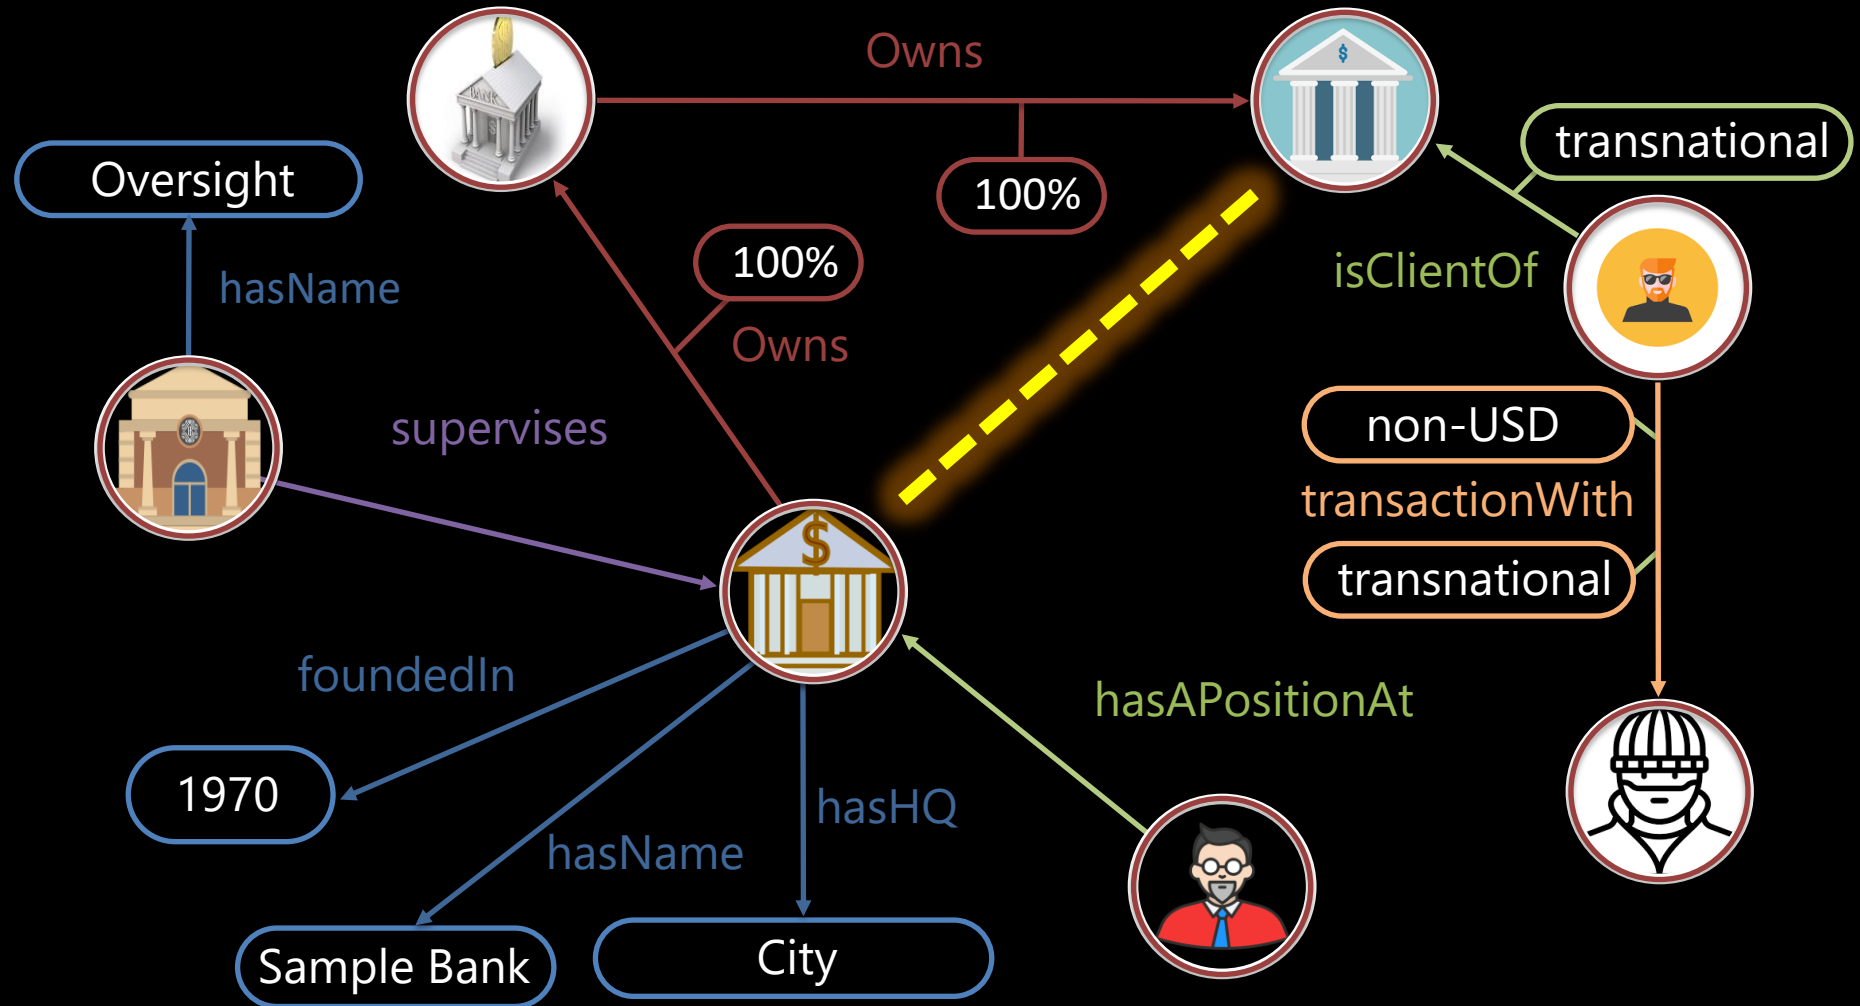 Owns
BANK
$
transnational
Oversight
100%
100%
isClientOf
hasName
Owns
non-USD
supervises
transactionWith
$
transnational
foundedIn
hasAPositionAt
1970
hasHQ
hasName
Sample Bank
City